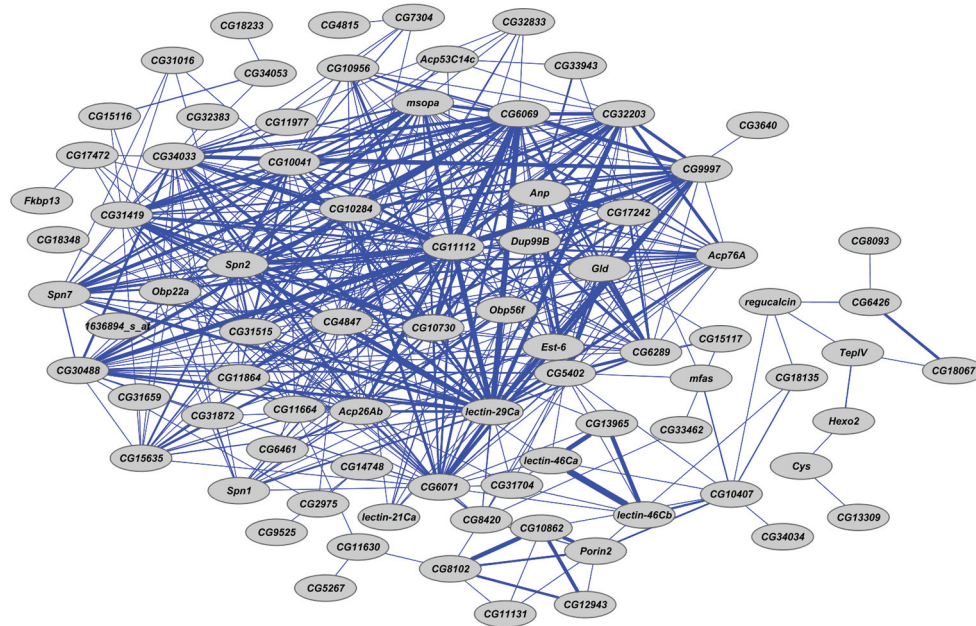 CG18233
CG4815
CG7304
CG32833
CG31016
CG34053
CG10956
Acp53C14c
CG33943
CG15116
CG32383
CG11977
msopa
CG6069
CG32203
CG3640
CG17472
CG34033
CG10041
CG9997
Fkbp13
CG31419
CG10284
Anp
CG17242
CG18348
Spn2
CG11112
Dup99B
Gld
Acp76A
CG8093
Spn7
Obp22a
Obp56f
regucalcin
CG6426
1636894_s_at
CG31515
CG4847
CG10730
Est-6
CG6289
CG15117
TepIV
CG30488
CG11864
CG5402
mfas
CG18135
CG18067
CG31659
CG31872
CG11664
Acp26Ab
lectin-29Ca
CG13965
CG33462
Hexo2
CG15635
CG6461
CG14748
lectin-46Ca
Cys
Spn1
CG6071
CG31704
CG10407
CG2975
lectin-21Ca
CG8420
lectin-46Cb
CG13309
CG9525
CG10862
CG34034
CG11630
Porin2
CG8102
CG5267
CG12943
CG11131